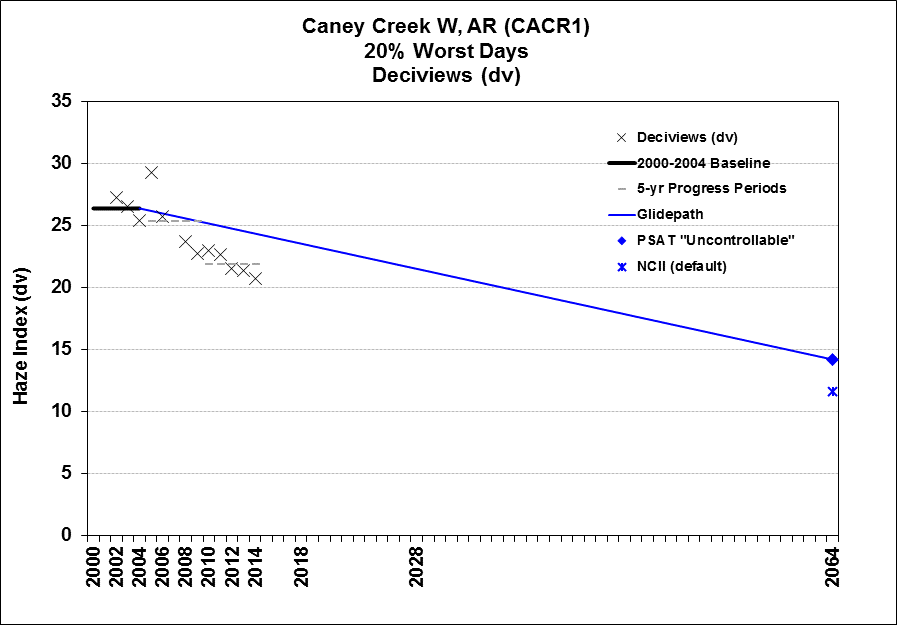 Caney Creek W, AR (CACR1)
20% Worst Days
Deciviews (dv)
Haze Index (dv)
35
30
25
20
15
10
5
0
2000
2002
2004
2006
2008
2010
2012
2014
2018
2028
2064
Deciviews (dv)
2000-2004 Baseline
5-yr Progress Periods
Glidepath
PSAT "Uncontrollable"
NCII (default)